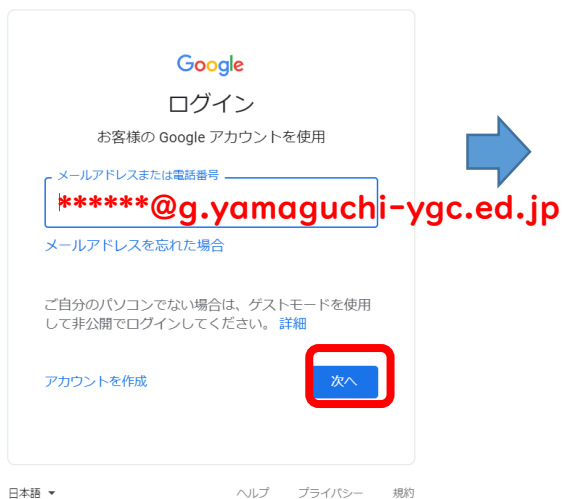 Google
ログイン
お客様の Google アカウントを使用
メールアドレスまたは電話番号
******@g.yamaguchi-ygc.ed.jp
メールアドレスを忘れた場合
ご自分のパソコンでない場合は、ゲストモードを使用
して非公開でログインしてください。 詳細
アカウントを作成
次へ
日本語
ヘルプ プライバシー 規約